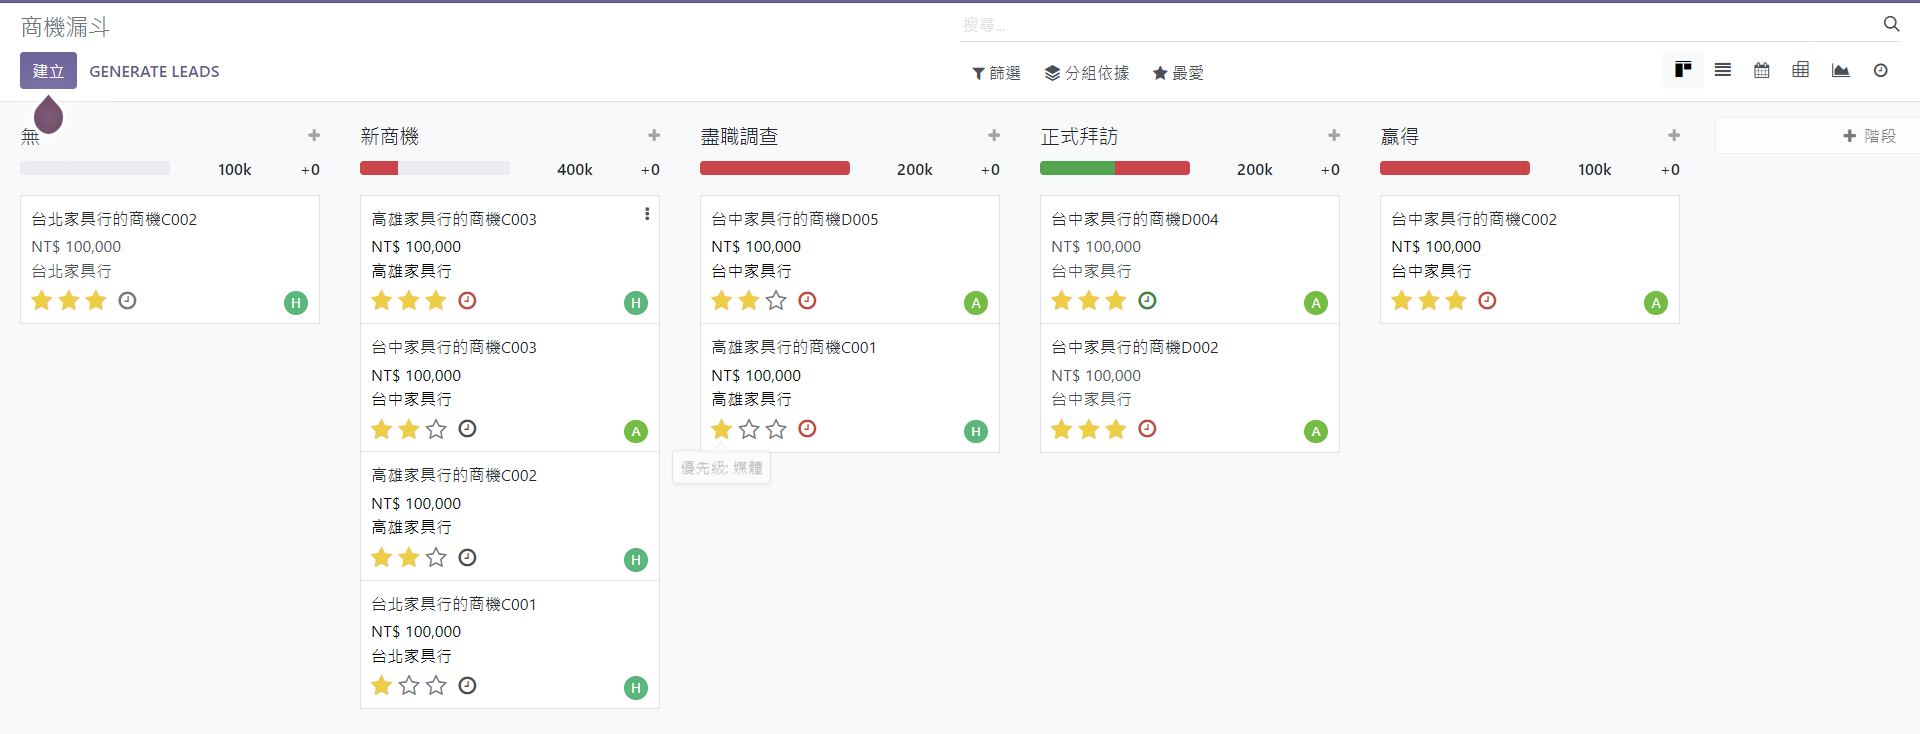 商機漏斗
搜尋...
建立
GENERATE LEADS
篩選
分組依據
最愛
無
100k
+0
台北家具行的商機C002
NT$ 100,000
台北家具行
H
新商機
400k
+0
高雄家具行的商機C003
NT$ 100,000
高雄家具行
H
台中家具行的商機C003
NT$ 100,000
台中家具行
A
高雄家具行的商機C002
NT$ 100,000
高雄家具行
H
台北家具行的商機C001
NT$ 100,000
台北家具行
H
盡職調查
200k
+0
台中家具行的商機D005
NT$ 100,000
台中家具行
A
高雄家具行的商機C001
NT$ 100,000
高雄家具行
H
優先級: 媒體
正式拜訪
200k
+0
台中家具行的商機D004
NT$ 100,000
台中家具行
A
台中家具行的商機D002
NT$ 100,000
台中家具行
A
贏得
100k
+0
台中家具行的商機C002
NT$ 100,000
台中家具行
A
階段